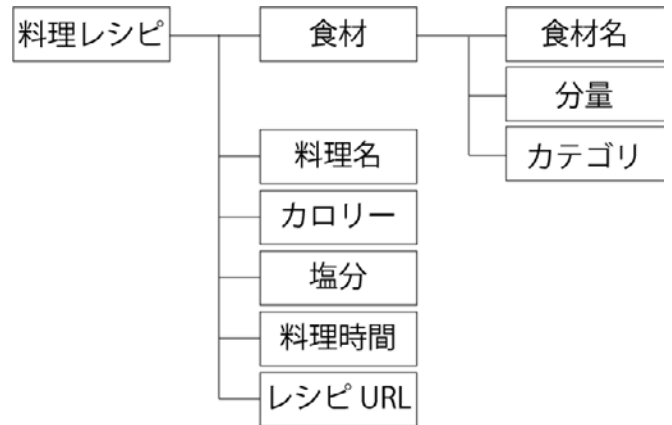 料理レシピ
食材
食材名
分量
カテゴリ
料理名
カロリー
塩分
料理時間
レシピ URL